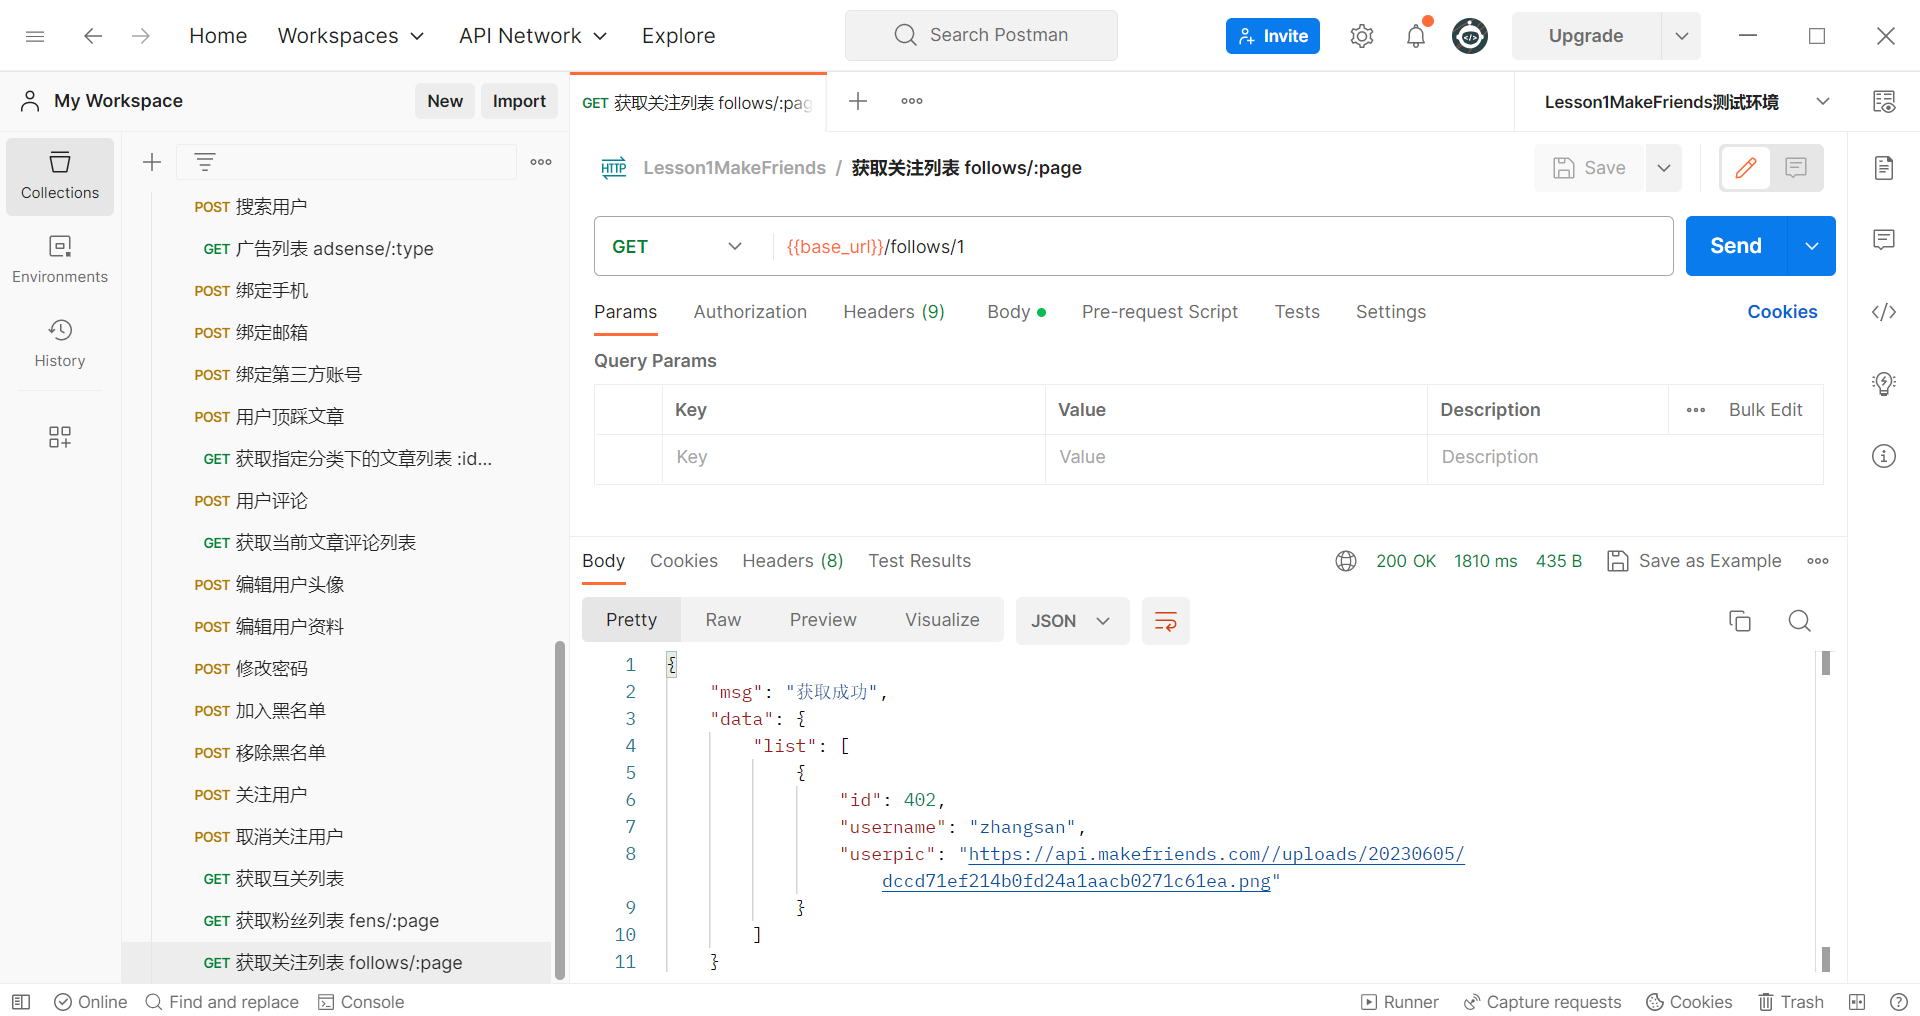 Home Workspaces API Network Explore Search Postman Invite Upgrade
My Workspace New Import
GET 获取关注列表 follows/:pag
Lesson1MakeFriends测试环境
Collections
Environments
History
POST 搜索用户
GET 广告列表 adsense/:type
POST 绑定手机
POST 绑定邮箱
POST 绑定第三方账号
POST 用户顶踩文章
GET 获取指定分类下的文章列表 :id...
POST 用户评论
GET 获取当前文章评论列表
POST 编辑用户头像
POST 编辑用户资料
POST 修改密码
POST 加入黑名单
POST 移除黑名单
POST 关注用户
POST 取消关注用户
GET 获取互关列表
GET 获取粉丝列表 fens/:page
GET 获取关注列表 follows/:page
HTTP Lesson1MakeFriends / 获取关注列表 follows/:page
Save
GET {{base_url}}/follows/1 Send
Params Authorization Headers (9) Body Pre-request Script Tests Settings Cookies
Query Params
Key Value Description Bulk Edit
Key Value Description
Body Cookies Headers (8) Test Results 200 OK 1810 ms 435 B Save as Example
Pretty Raw Preview Visualize JSON
1 {
2 "msg": "获取成功",
3 "data": {
4 "list": [
5 {
6 "id": 402,
7 "username": "zhangsan",
8 "userpic": "https://api.makefriends.com//uploads/20230605/
dccd71ef214b0fd24a1aacb0271c61ea.png"
9 }
10 ]
11 }
Online Find and replace Console Runner Capture requests Cookies Trash